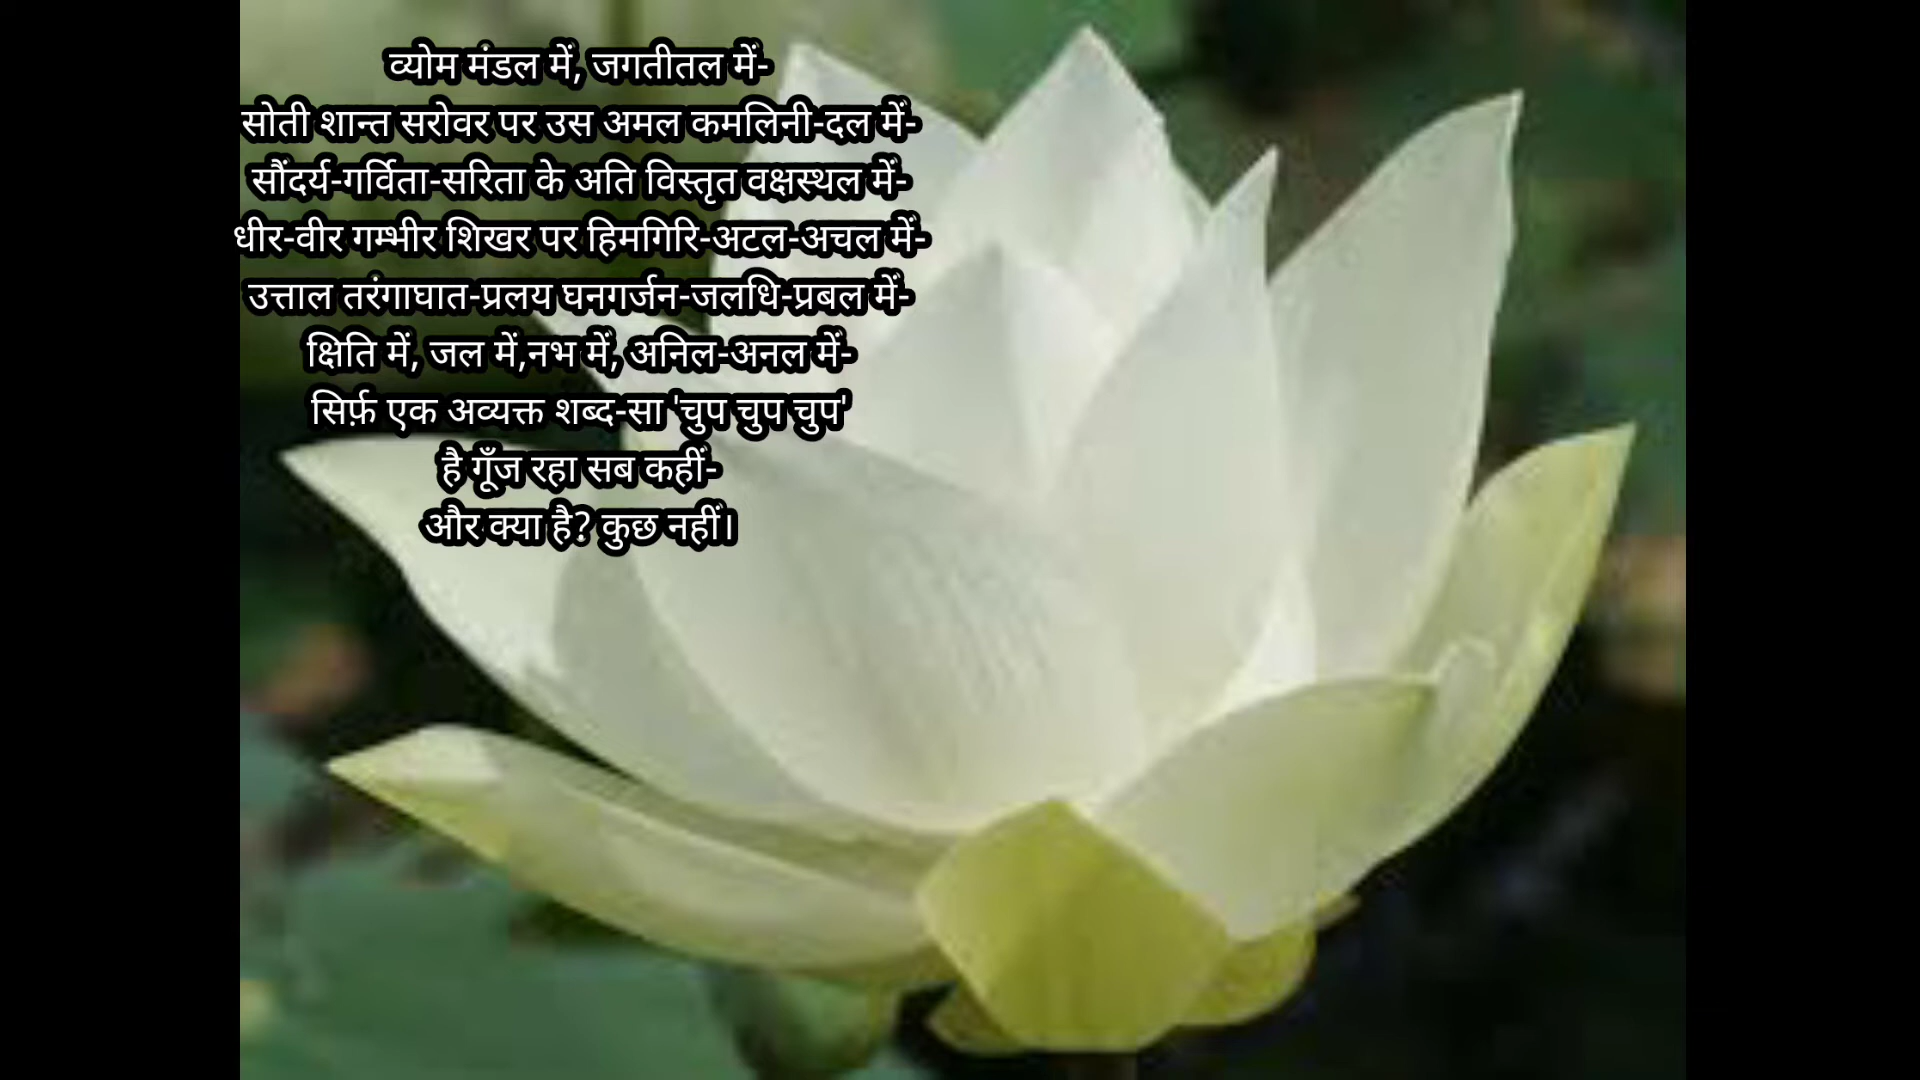 व्योम मंडल में, जगतीतल में-
सोती शान्त सरोवर पर उस अमल कमलिनी-दल में-
सौंदर्य-गर्विता-सरिता के अति विस्तृत वक्षस्थल में-
धीर-वीर गम्भीर शिखर पर हिमगिरि-अटल-अचल में-
उत्ताल तरंगाघात-प्रलय घनगर्जन-जलधि-प्रबल में-
क्षिति में, जल में,नभ में, अनिल-अनल में-
सिर्फ़ एक अव्यक्त शब्द-सा 'चुप चुप चुप'
है गूँज रहा सब कहीं-
और क्या है? कुछ नहीं।